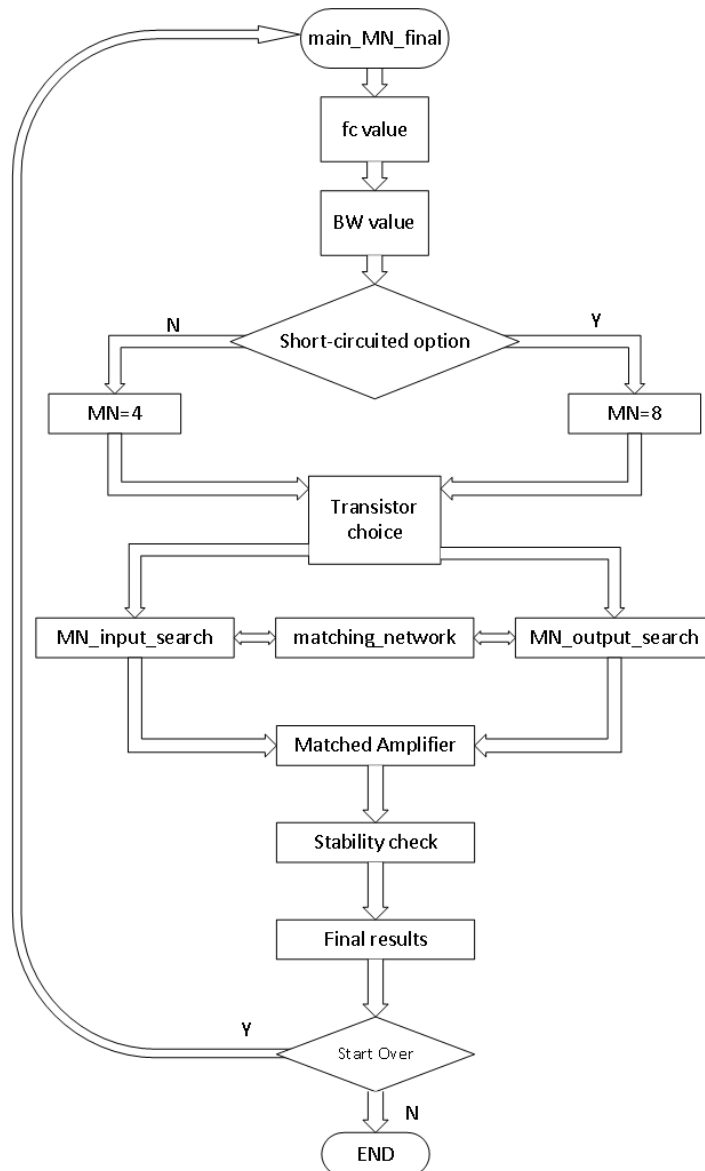 main_MN_final
fc value
BW value
N
Y
Short-circuited option
MN=4
MN=8
Transistor
choice
MN_input_search
matching_network
MN_output_search
Matched Amplifier
Stability check
Final results
Y
Start Over
N
END